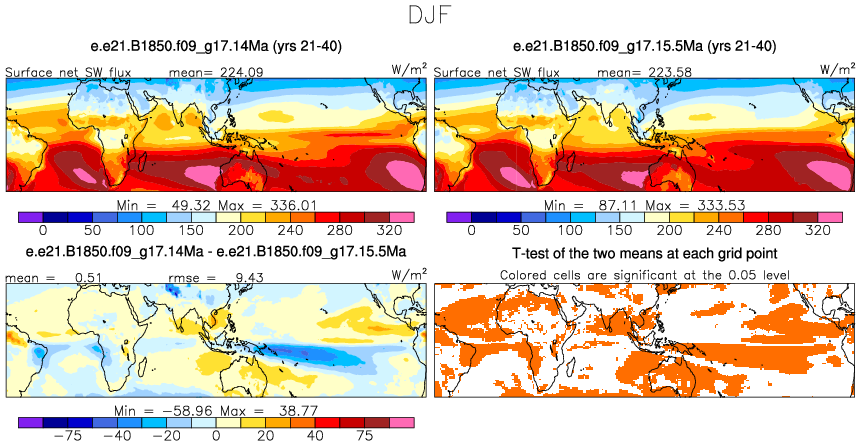 DJF
e.e21.B1850.f09_g17.14Ma (yrs 21-40)
Surface net SW flux mean= 224.09 W/m²
Min = 49.32 Max = 336.01
0 50 100 150 200 240 280 320
e.e21.B1850.f09_g17.15.5Ma (yrs 21-40)
Surface net SW flux mean= 223.58 W/m²
Min = 87.11 Max = 333.53
0 50 100 150 200 240 280 320
e.e21.B1850.f09_g17.14Ma - e.e21.B1850.f09_g17.15.5Ma
mean = 0.51 rmse = 9.43 W/m²
Min = −58.96 Max = 38.77
−75 −40 −20 0 20 40 75
T-test of the two means at each grid point
Colored cells are significant at the 0.05 level